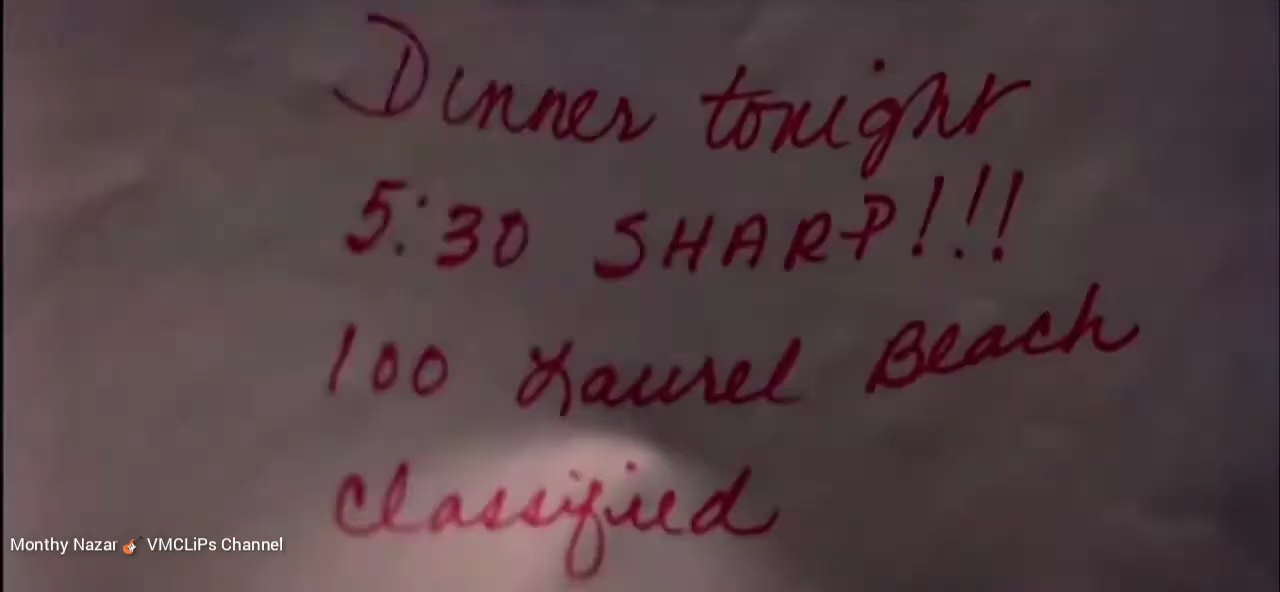 Dinner tonight
5:30 SHARP!!!
100 Laurel Beach
classified
Monthy Nazar 🎸 VMCLiPs Channel